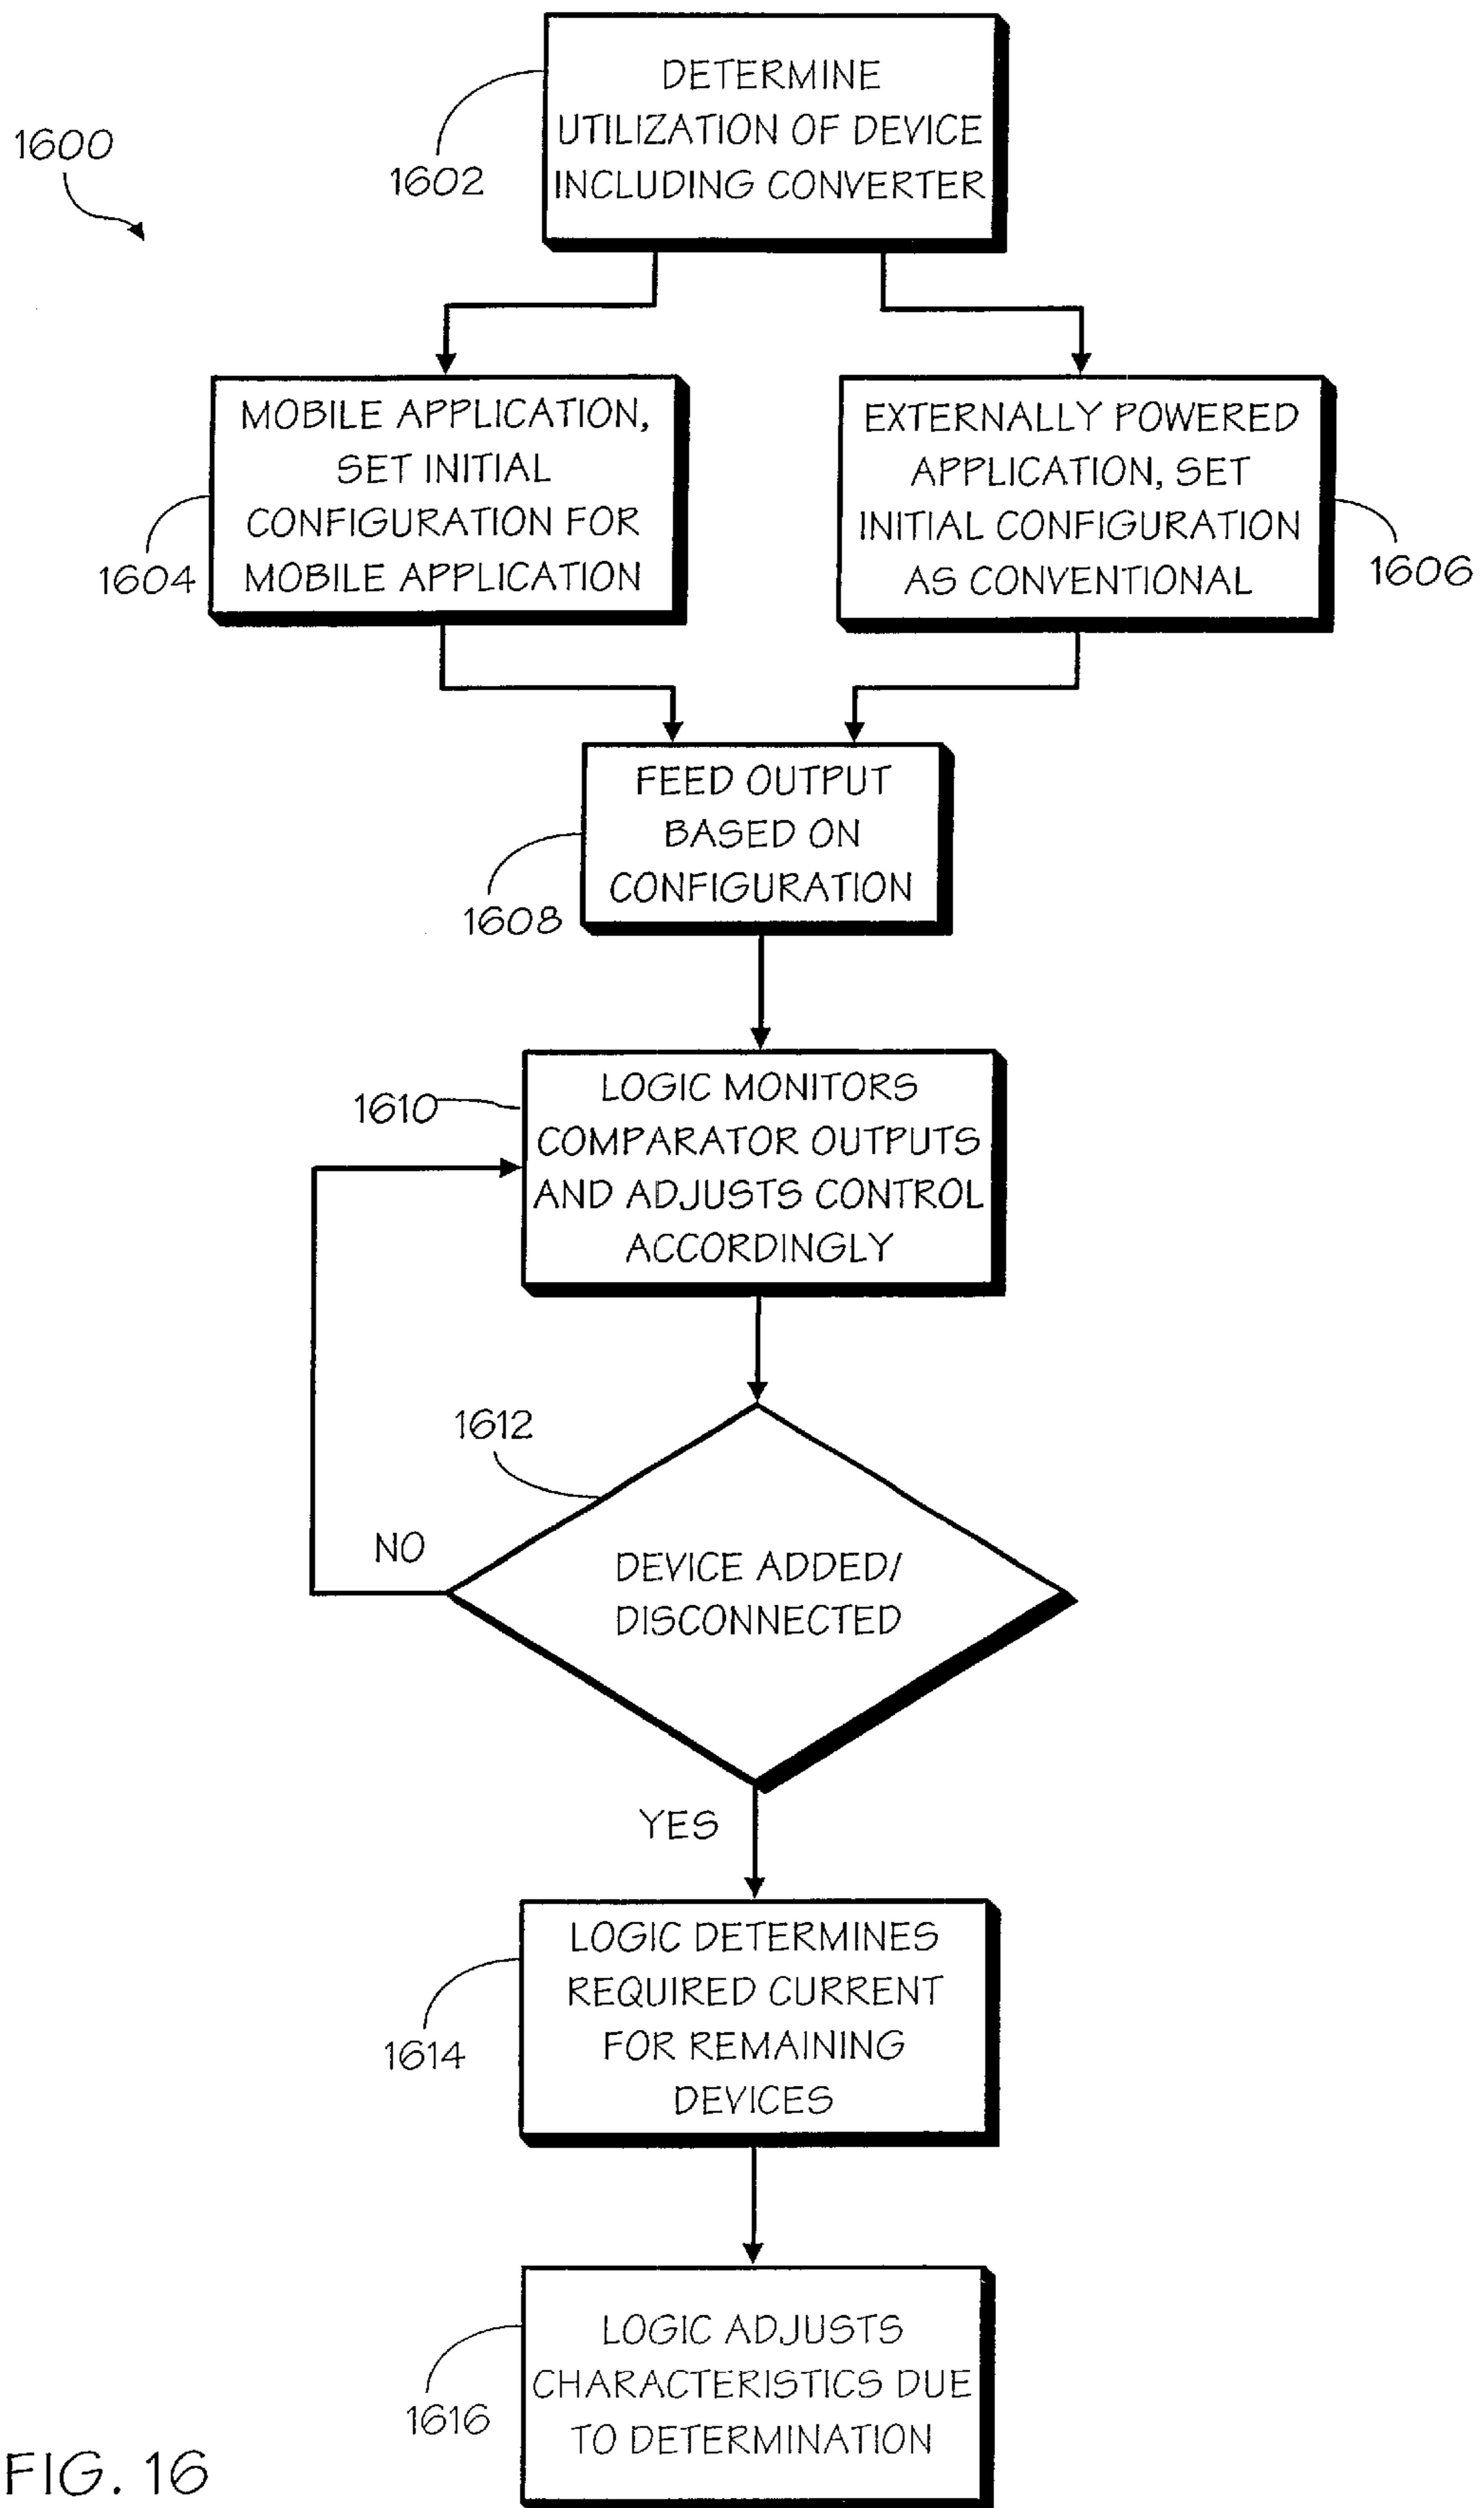 DETERMINE
UTILIZATION OF DEVICE
INCLUDING CONVERTER
1600
1602
MOBILE APPLICATION,
SET INITIAL
CONFIGURATION FOR
MOBILE APPLICATION
1604
EXTERNALLY POWERED
APPLICATION, SET
INITIAL CONFIGURATION
AS CONVENTIONAL
1606
FEED OUTPUT
BASED ON
CONFIGURATION
1608
LOGIC MONITORS
COMPARATOR OUTPUTS
AND ADJUSTS CONTROL
ACCORDINGLY
1610
1612
NO
DEVICE ADDED/
DISCONNECTED
YES
LOGIC DETERMINES
REQUIRED CURRENT
FOR REMAINING
DEVICES
1614
LOGIC ADJUSTS
CHARACTERISTICS DUE
TO DETERMINATION
1616
FIG. 16